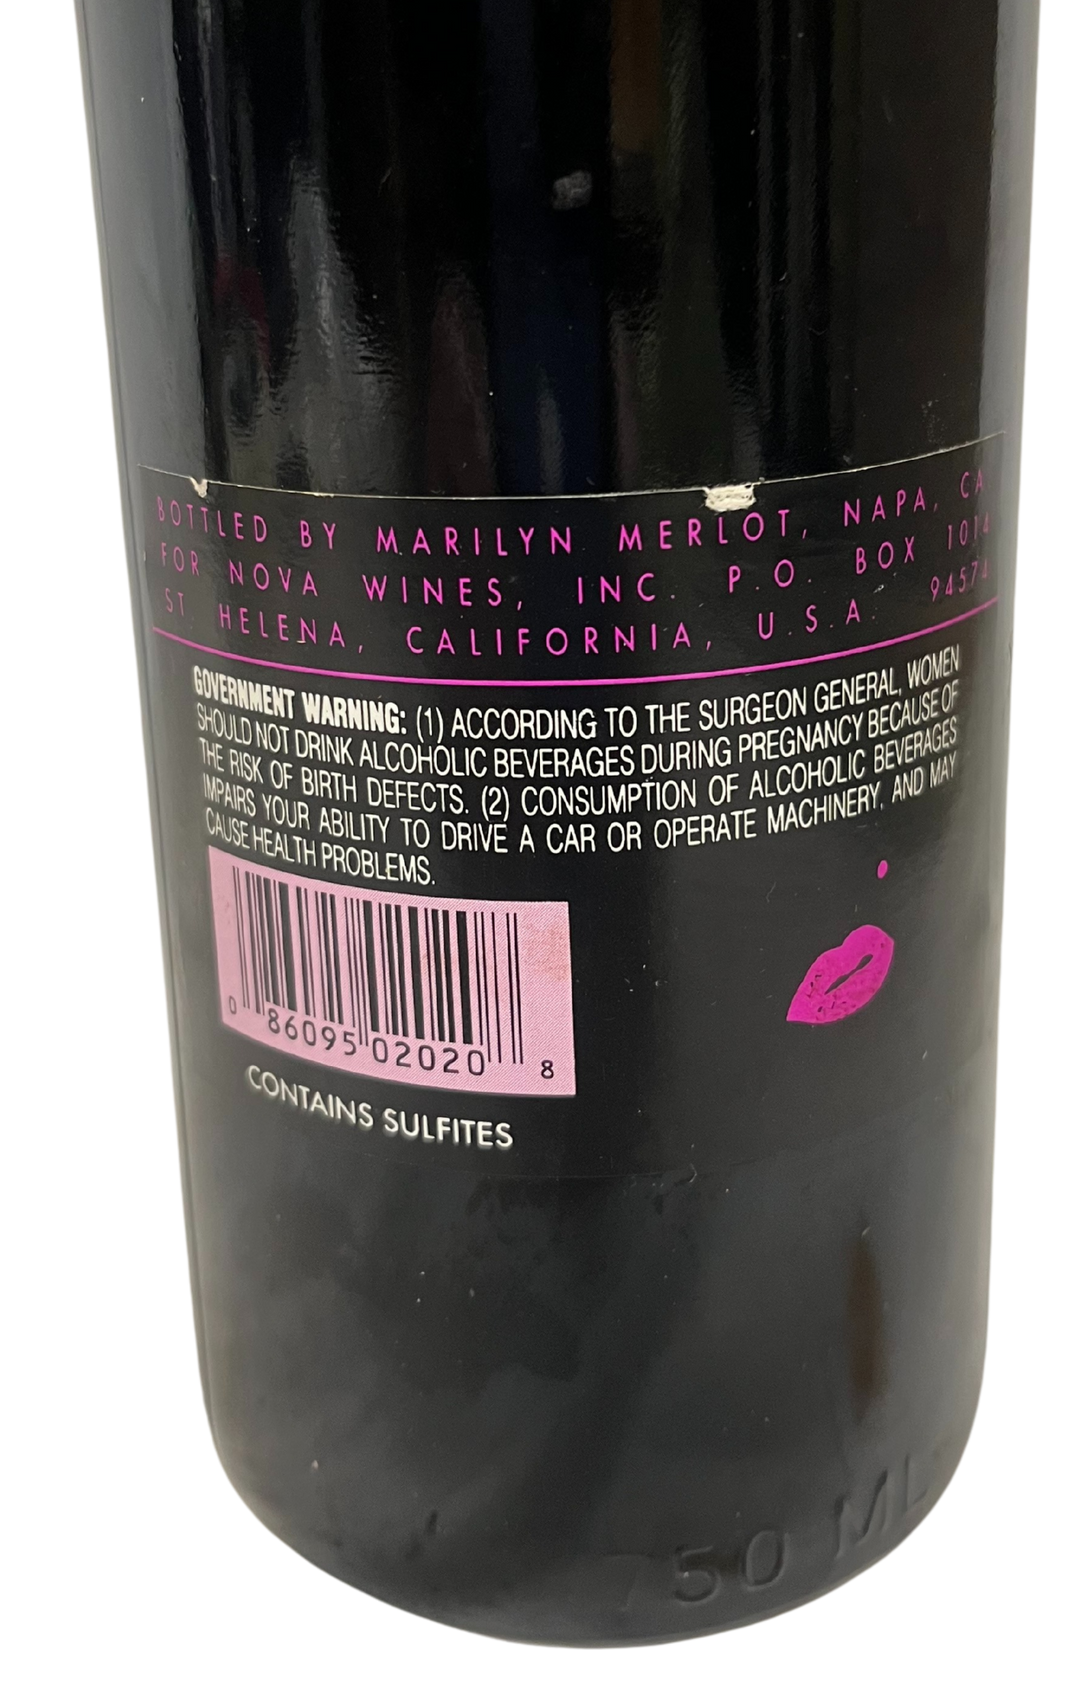 BOTTLED BY MARILYN MERLOT, NAPA, CA
FOR NOVA WINES, INC. P.O. BOX 1014
ST. HELENA, CALIFORNIA, U.S.A. 94574
GOVERNMENT WARNING: (1) ACCORDING TO THE SURGEON GENERAL, WOMEN
SHOULD NOT DRINK ALCOHOLIC BEVERAGES DURING PREGNANCY BECAUSE OF
THE RISK OF BIRTH DEFECTS. (2) CONSUMPTION OF ALCOHOLIC BEVERAGES
IMPAIRS YOUR ABILITY TO DRIVE A CAR OR OPERATE MACHINERY, AND MAY
CAUSE HEALTH PROBLEMS.
0 86095 02020 8
CONTAINS SULFITES
750 ML